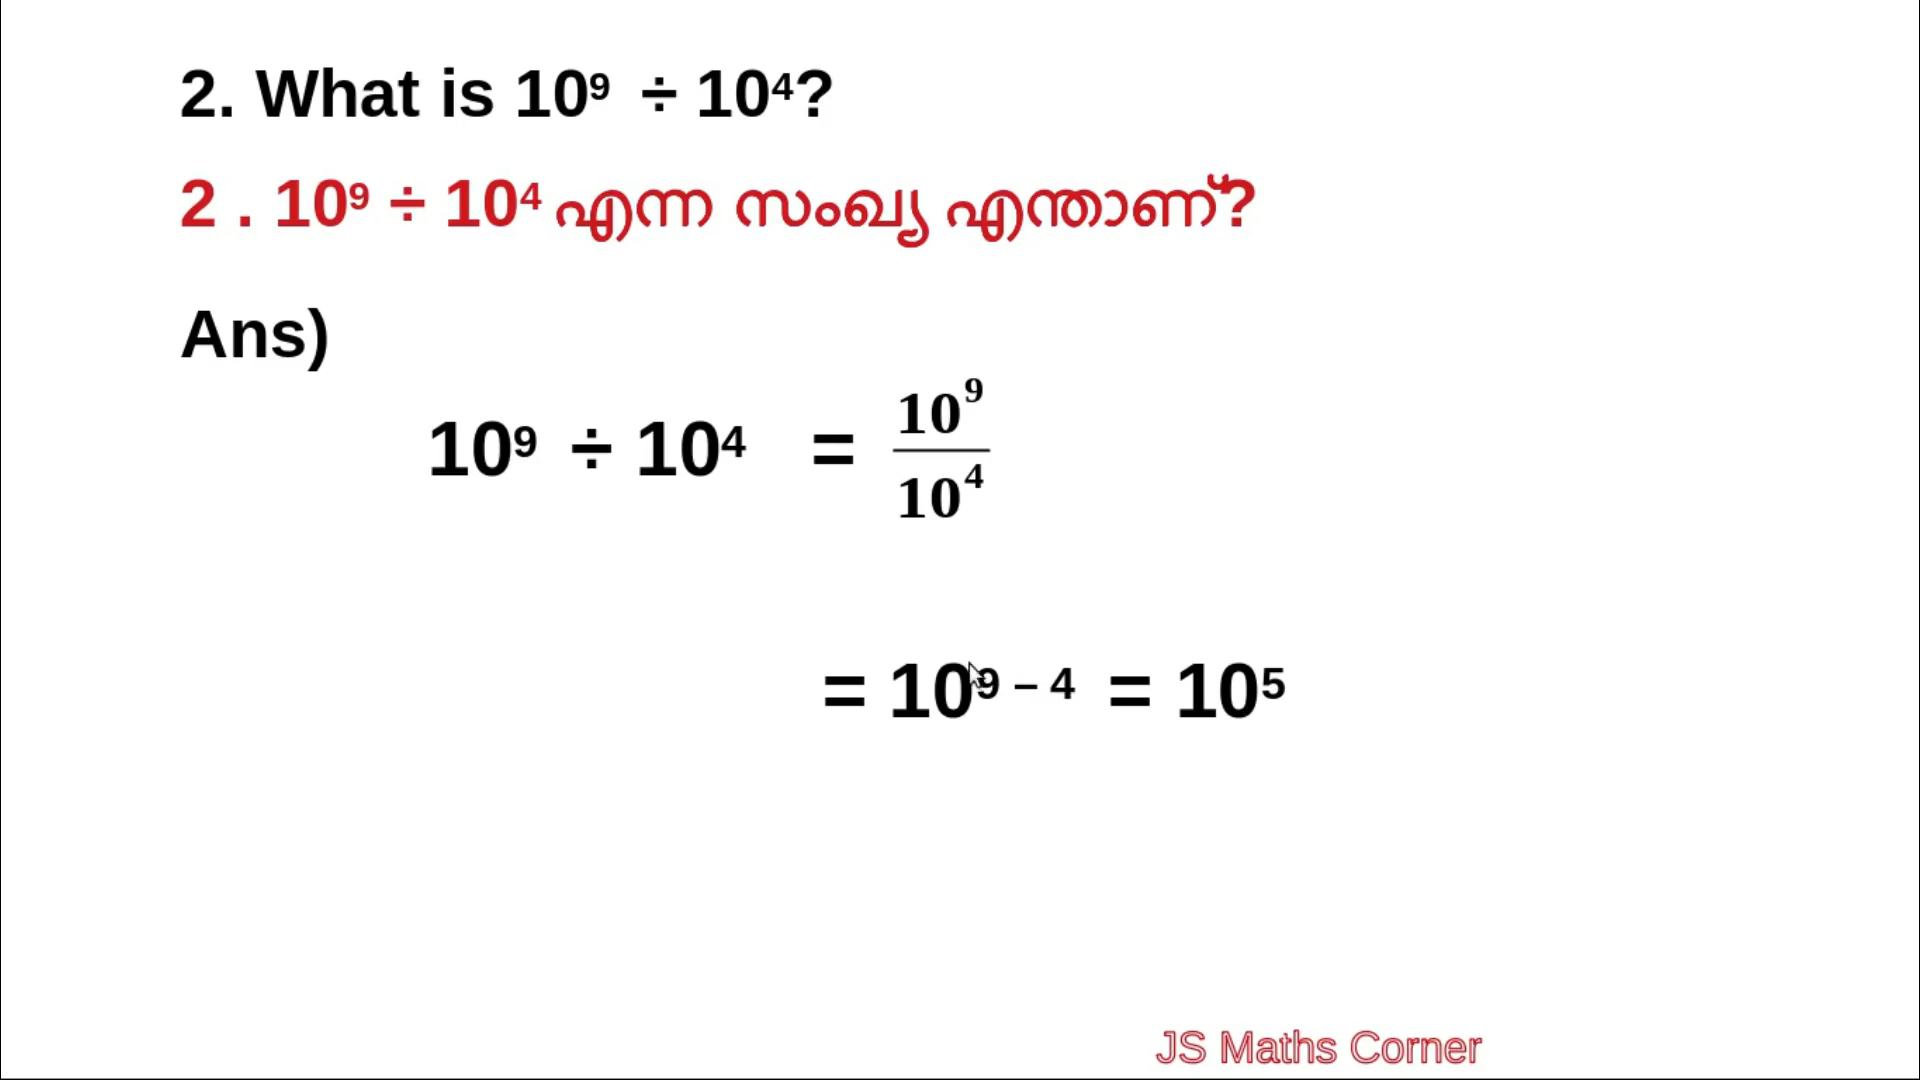 2. What is 10⁹ ÷ 10⁴?
2 . 10⁹ ÷ 10⁴ എന്ന സംഖ്യ എന്താണ്?
Ans)
10⁹ ÷ 10⁴ = 10⁹/10⁴
= 10⁹ ⁻ ⁴ = 10⁵
JS Maths Corner